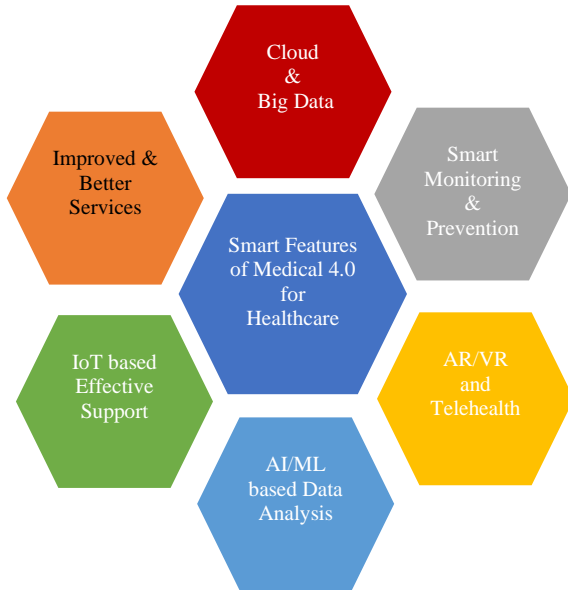 Cloud
&
Big Data
Improved &
Better
Services
Smart
Monitoring
&
Prevention
Smart Features
of Medical 4.0
for
Healthcare
IoT based
Effective
Support
AR/VR
and
Telehealth
AI/ML
based Data
Analysis